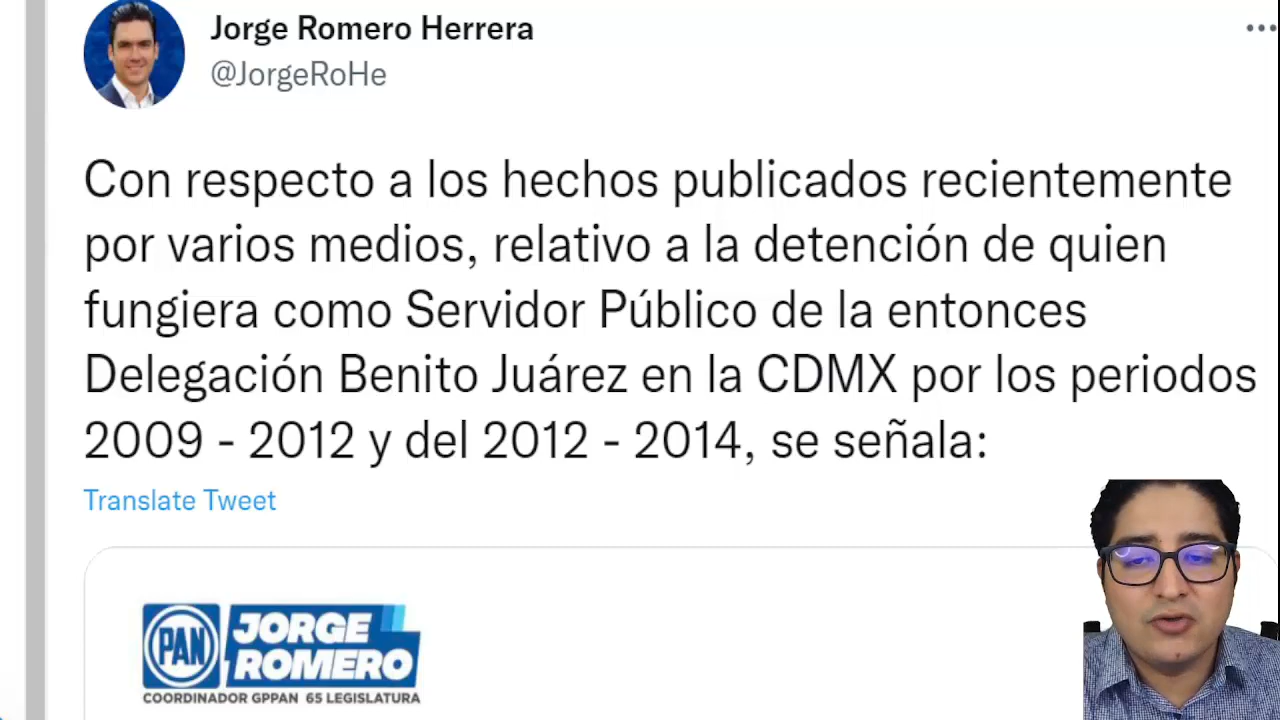 Jorge Romero Herrera
@JorgeRoHe
Con respecto a los hechos publicados recientemente
por varios medios, relativo a la detención de quien
fungiera como Servidor Público de la entonces
Delegación Benito Juárez en la CDMX por los periodos
2009 - 2012 y del 2012 - 2014, se señala:
Translate Tweet
PAN
JORGE
ROMERO
COORDINADOR GPPAN 65 LEGISLATURA